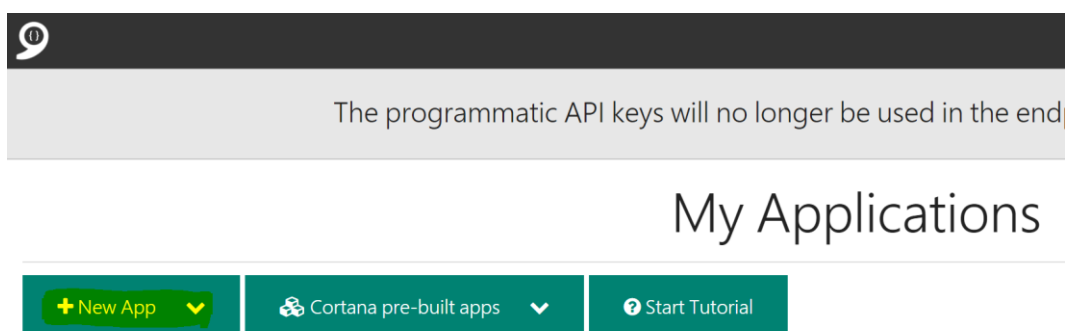 The programmatic API keys will no longer be used in the
My Applications
New App
Cortana pre-built apps
Start Tutorial